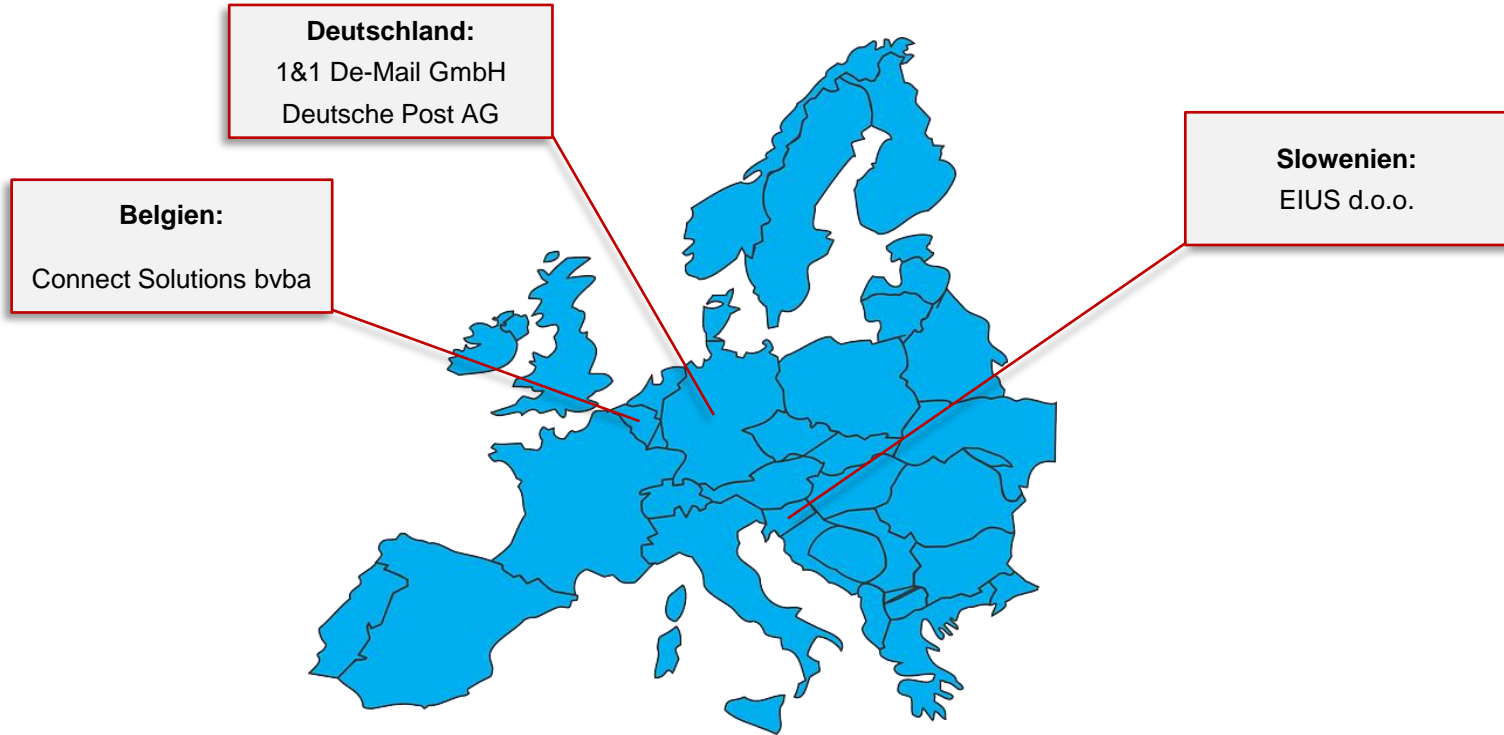 Deutschland:
1&1 De-Mail GmbH
Deutsche Post AG
Belgien:
Connect Solutions bvba
Slowenien:
EIUS d.o.o.